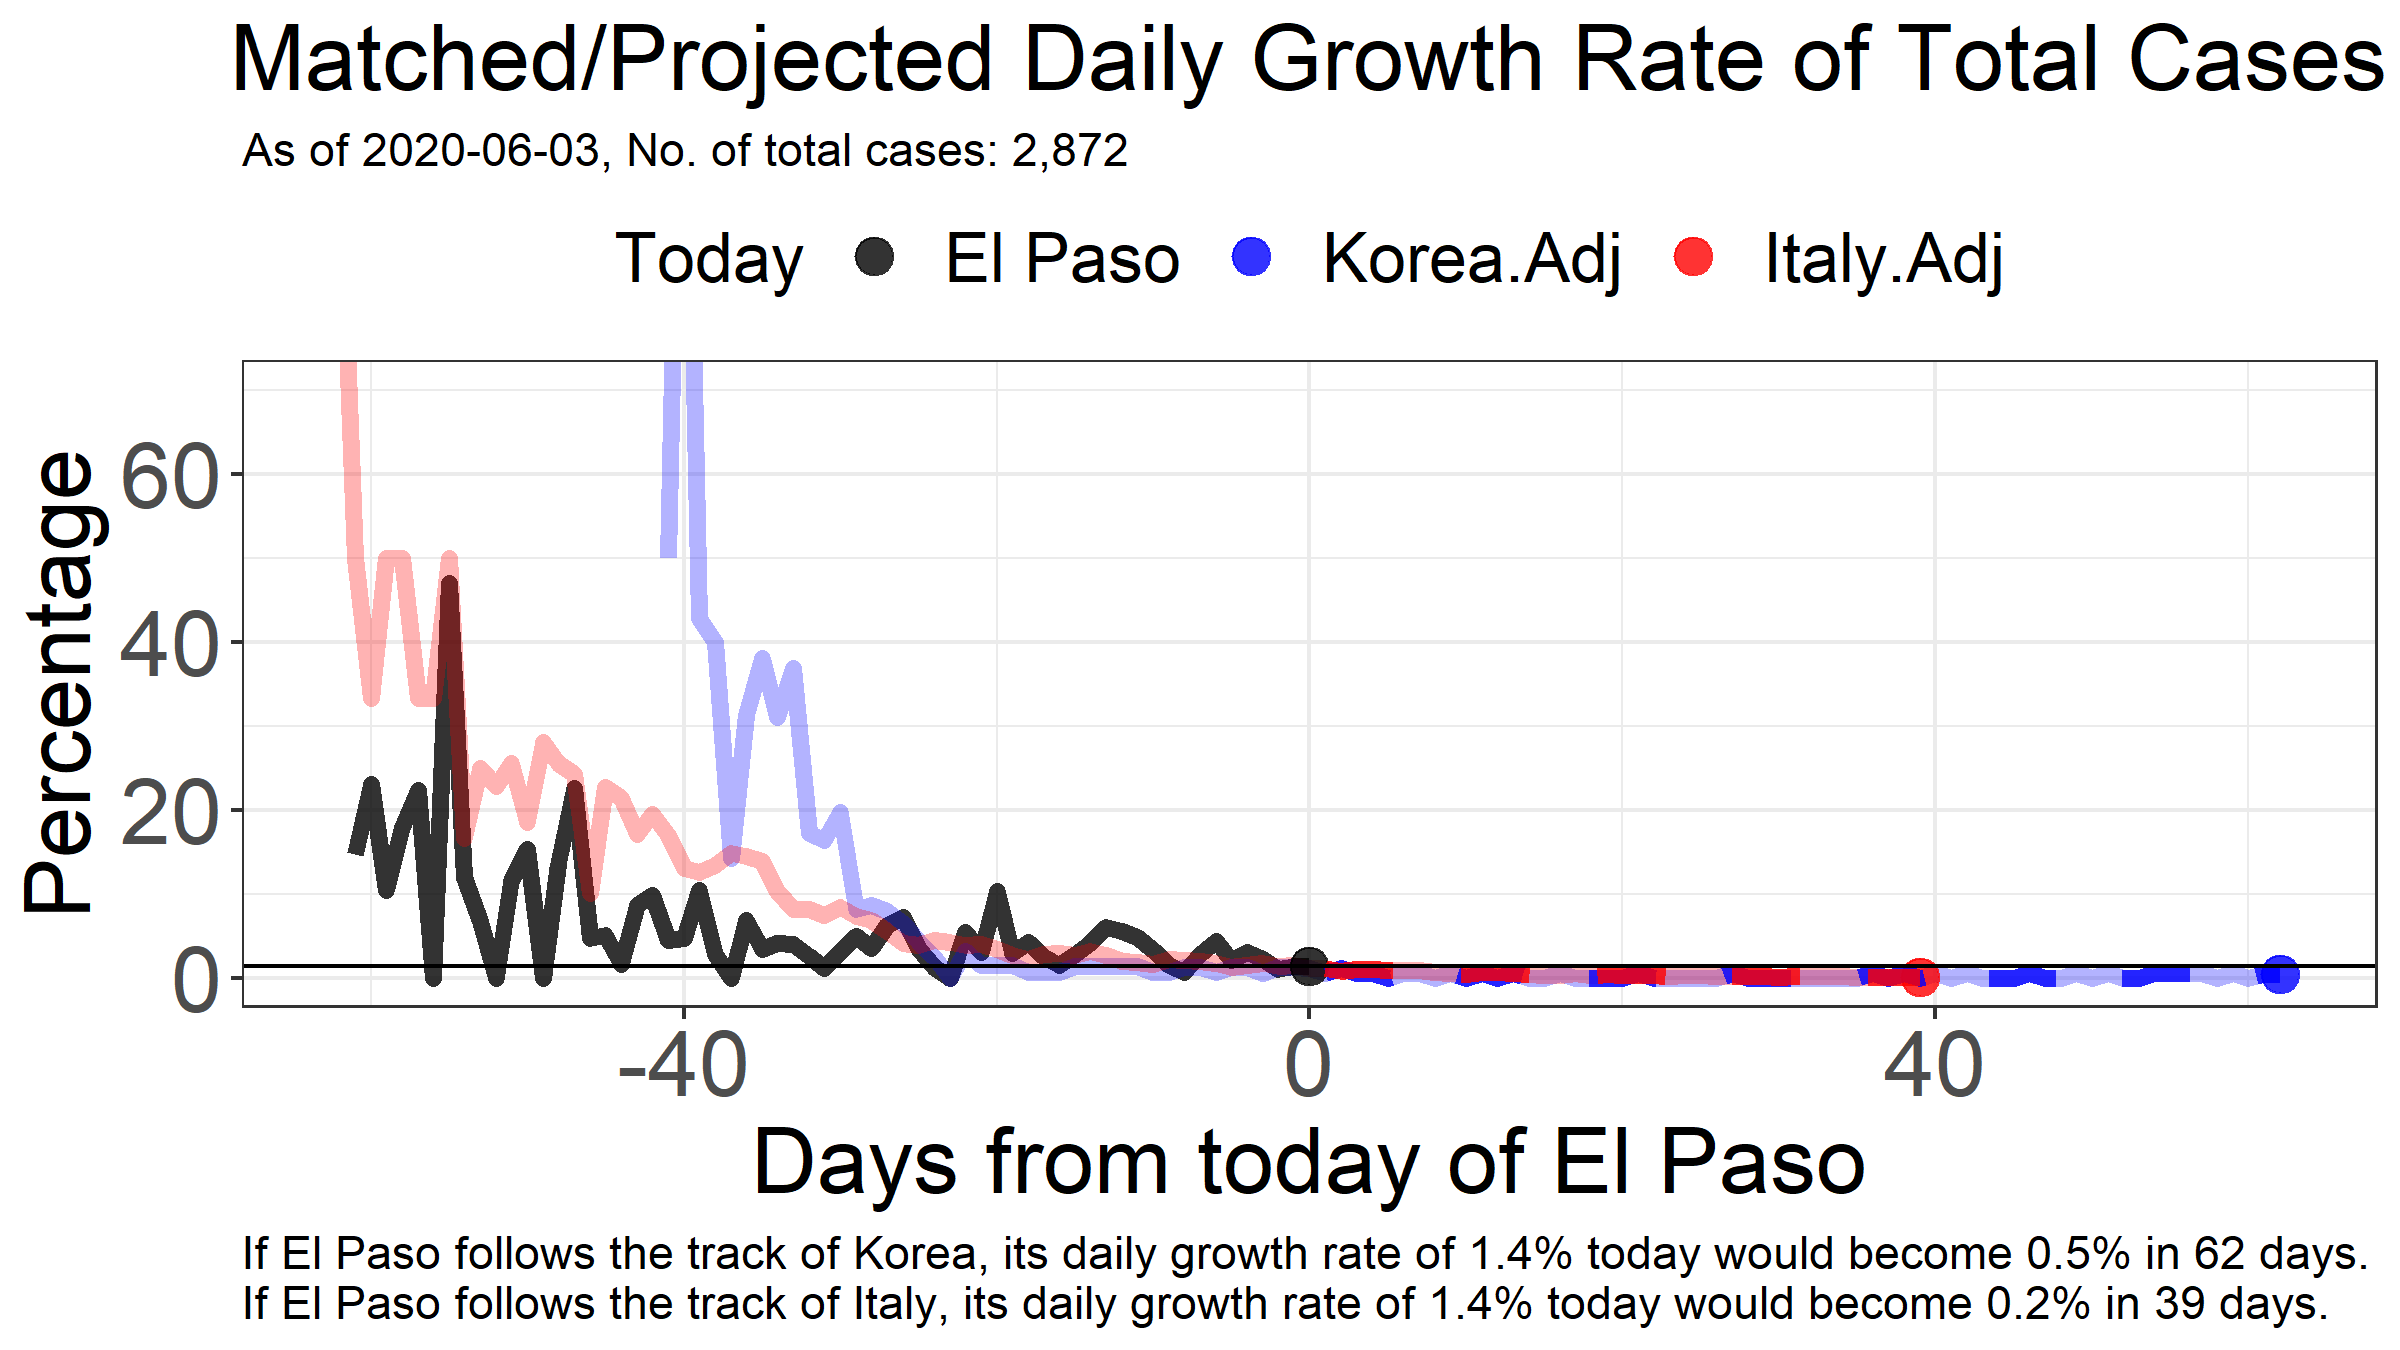 Matched/Projected Daily Growth Rate of Total Cases
As of 2020-06-03, No. of total cases: 2,872
Today El Paso Korea.Adj Italy.Adj
Percentage
60
40
20
0
-40 0 40
Days from today of El Paso
If El Paso follows the track of Korea, its daily growth rate of 1.4% today would become 0.5% in 62 days.
If El Paso follows the track of Italy, its daily growth rate of 1.4% today would become 0.2% in 39 days.